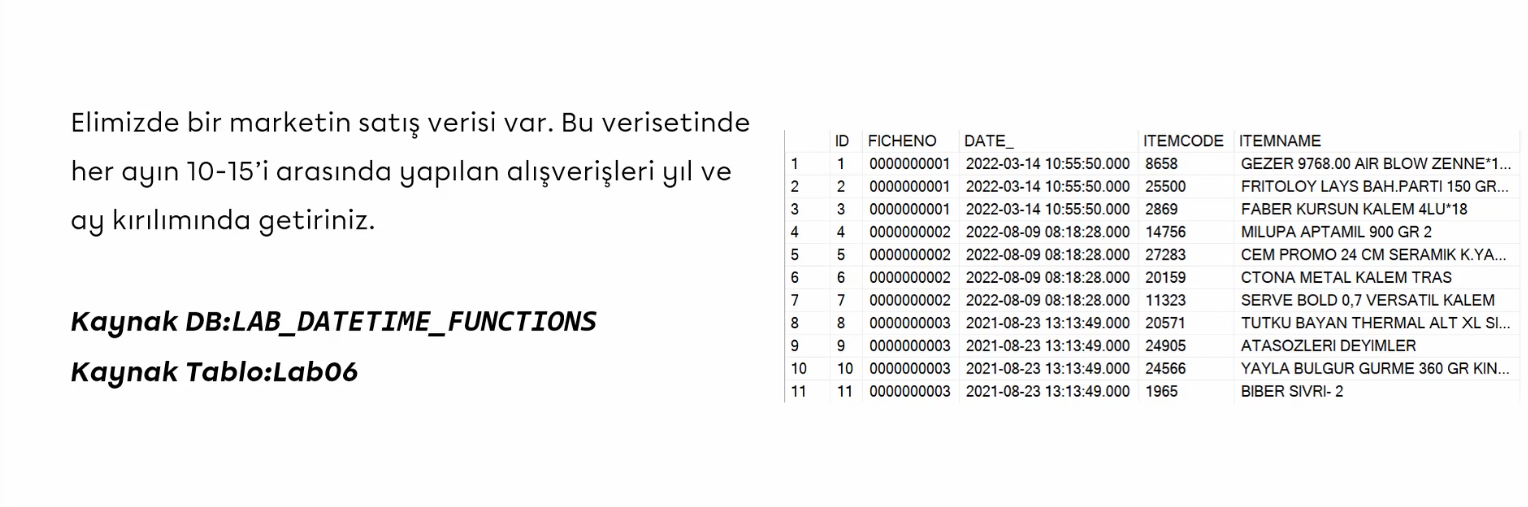 Elimizde bir marketin satış verisi var. Bu verisetinde
her ayın 10-15’i arasında yapılan alışverişleri yıl ve
ay kırılımında getiriniz.
Kaynak DB:LAB_DATETIME_FUNCTIONS
Kaynak Tablo:Lab06
ID FICHENO DATE_ ITEMCODE ITEMNAME
1 1 0000000001 2022-03-14 10:55:50.000 8658 GEZER 9768.00 AIR BLOW ZENNE*1...
2 2 0000000001 2022-03-14 10:55:50.000 25500 FRITOLOY LAYS BAH.PARTI 150 GR...
3 3 0000000001 2022-03-14 10:55:50.000 2869 FABER KURSUN KALEM 4LU*18
4 4 0000000002 2022-08-09 08:18:28.000 14756 MILUPA APTAMIL 900 GR 2
5 5 0000000002 2022-08-09 08:18:28.000 27283 CEM PROMO 24 CM SERAMIK K.YA...
6 6 0000000002 2022-08-09 08:18:28.000 20159 CTONA METAL KALEM TRAS
7 7 0000000002 2022-08-09 08:18:28.000 11323 SERVE BOLD 0,7 VERSATIL KALEM
8 8 0000000003 2021-08-23 13:13:49.000 20571 TUTKU BAYAN THERMAL ALT XL SI...
9 9 0000000003 2021-08-23 13:13:49.000 24905 ATASOZLERI DEYIMLER
10 10 0000000003 2021-08-23 13:13:49.000 24566 YAYLA BULGUR GURME 360 GR KIN...
11 11 0000000003 2021-08-23 13:13:49.000 1965 BIBER SIVRI- 2